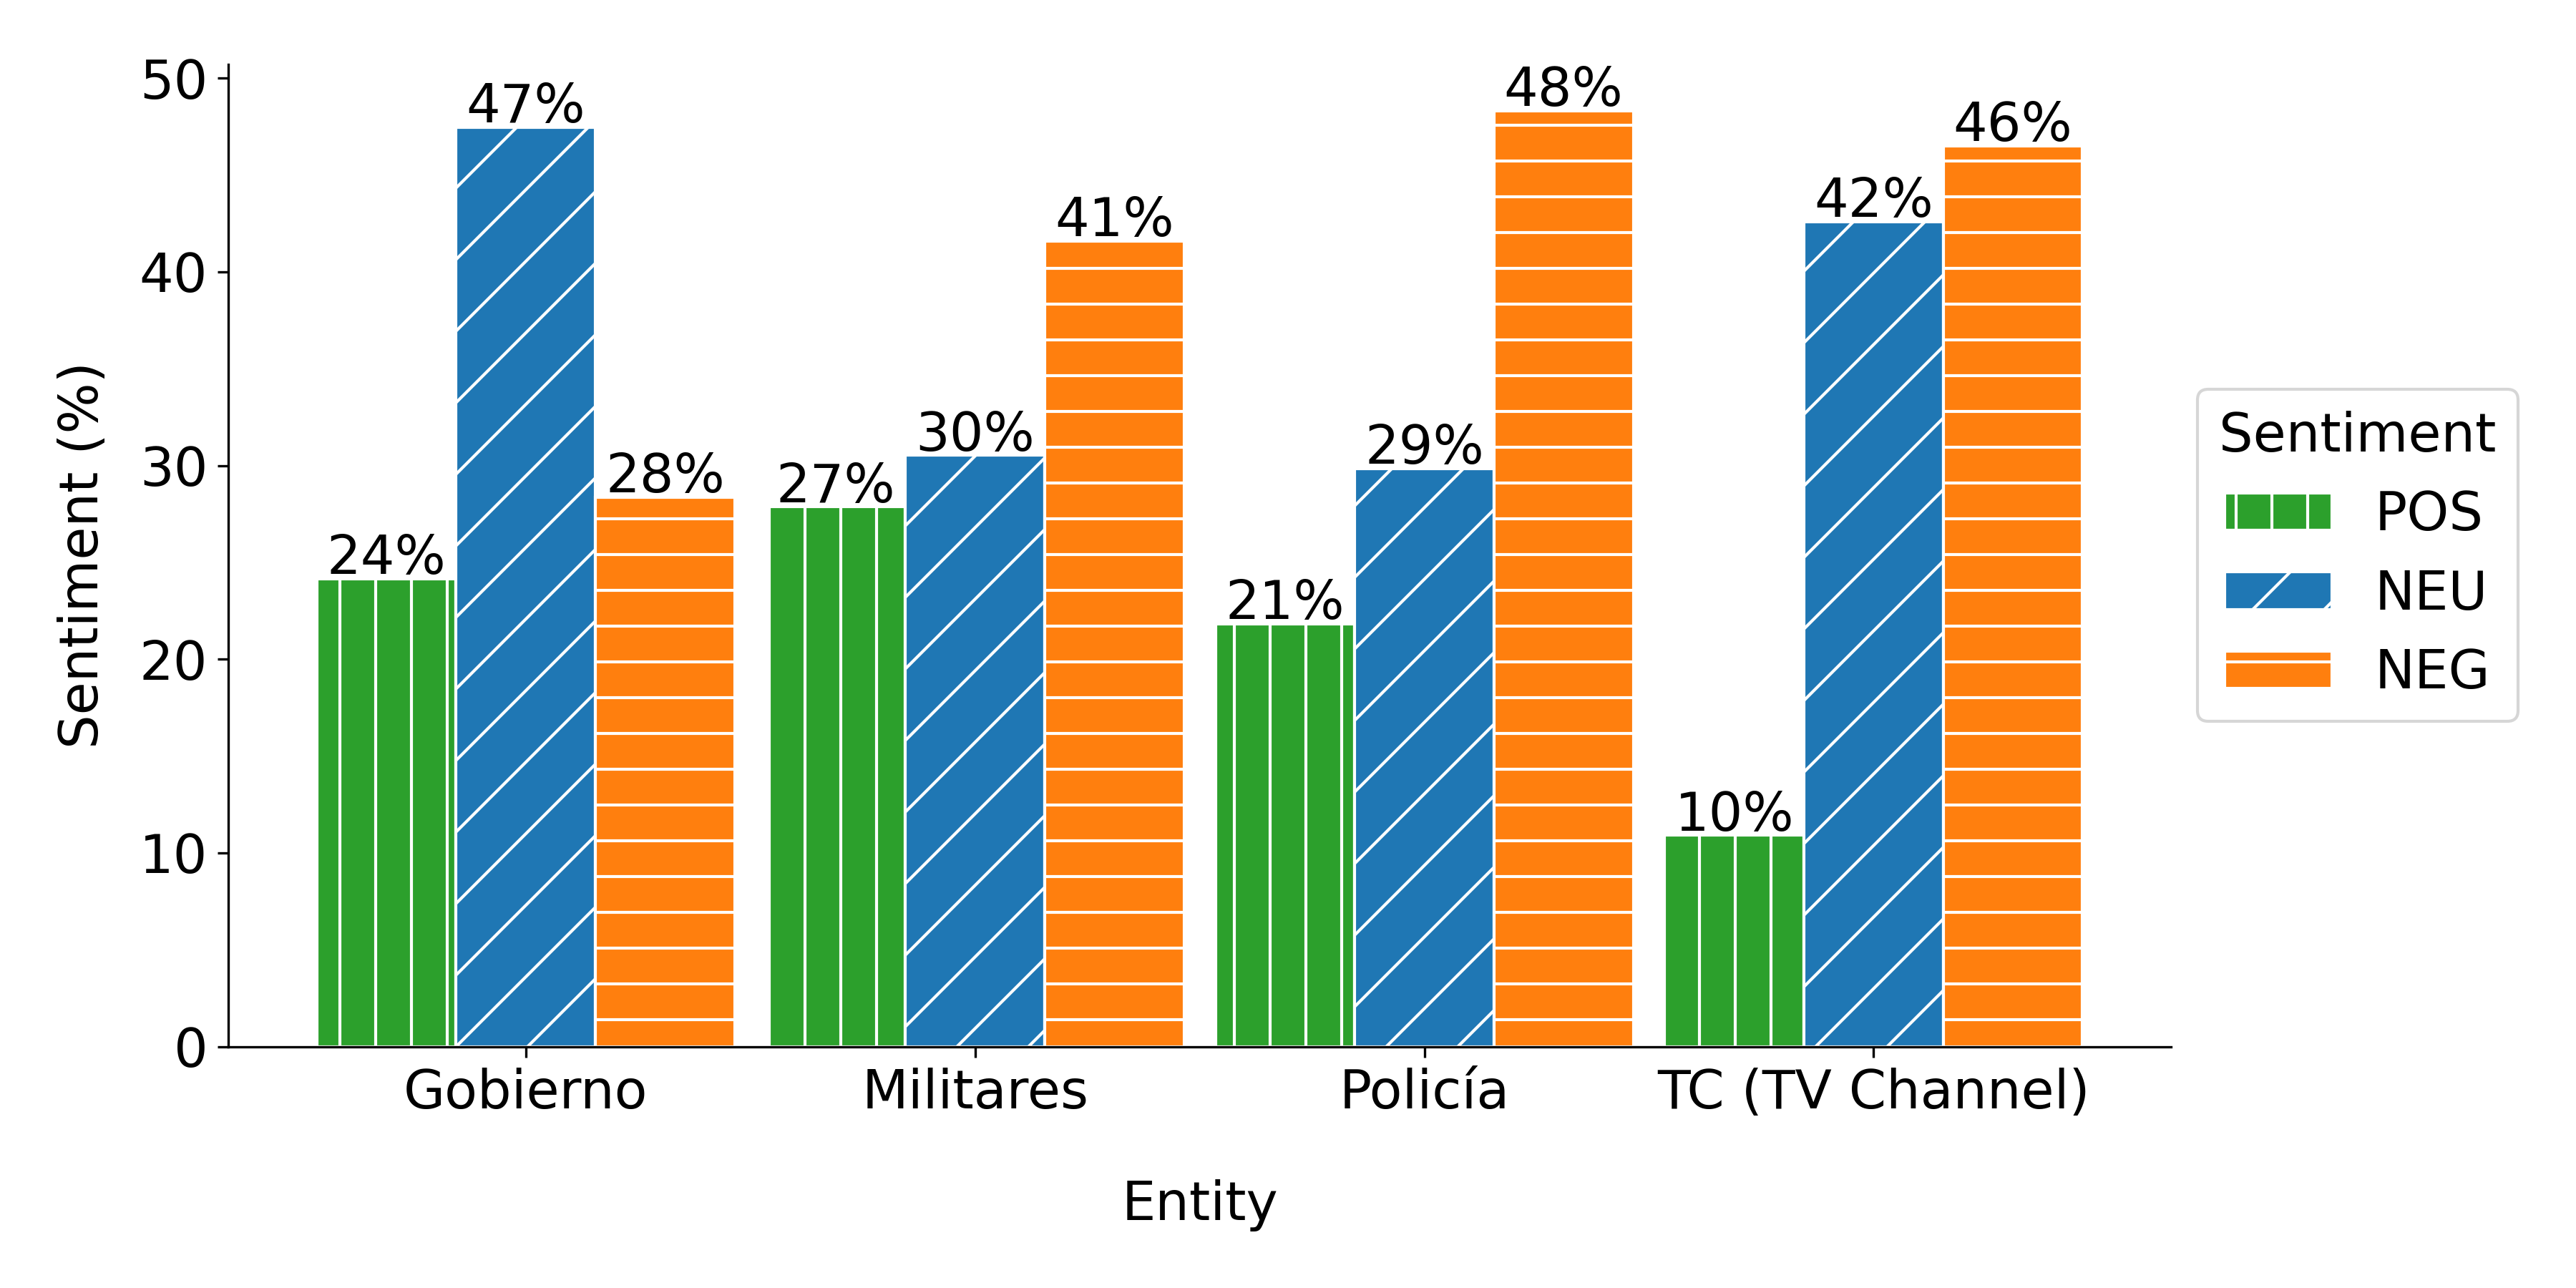 50
40
30
20
10
0
Sentiment (%)
24%
47%
28%
27%
30%
41%
21%
29%
48%
10%
42%
46%
Gobierno
Militares
Policía
TC (TV Channel)
Entity
Sentiment
POS
NEU
NEG